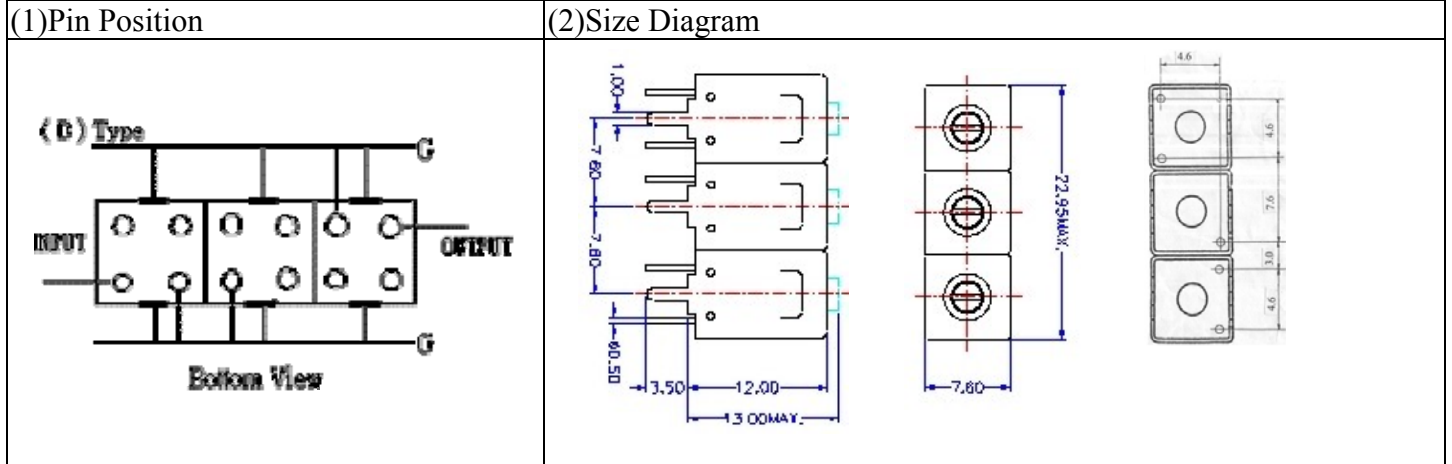 (1)Pin Position
(2)Size Diagram
(D) Type
G
INPUT
OUTPUT
G
Bottom View
1.00
7.60
7.60
φ0.50
3.50
12.00
13.00MAX.
22.95MAX.
7.60
4.6
4.6
7.6
3.0
4.6